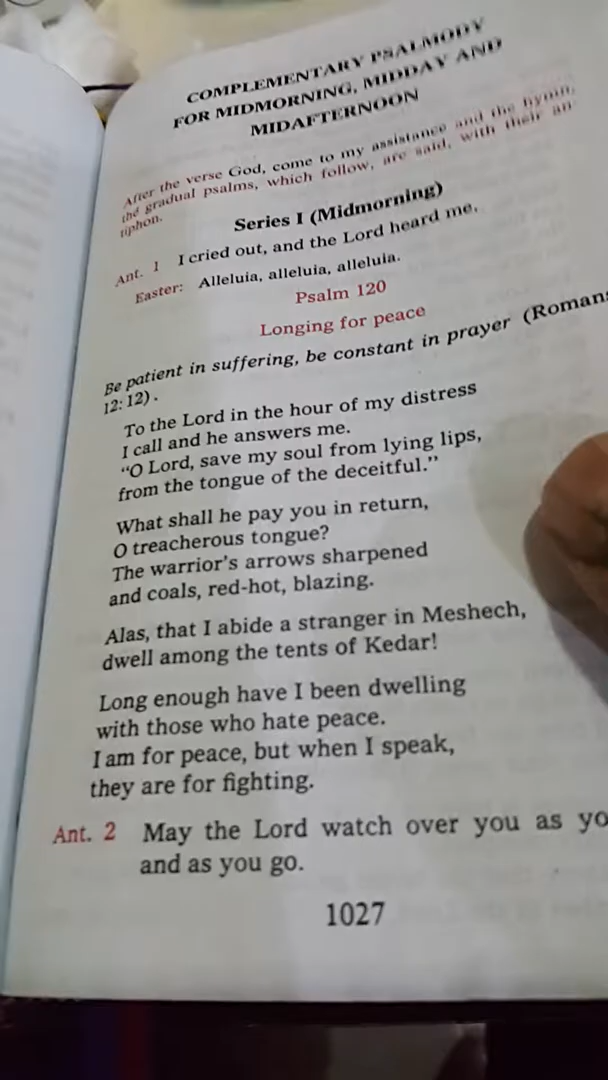 COMPLEMENTARY PSALMODY
FOR MIDMORNING, MIDDAY AND
MIDAFTERNOON
After the verse God, come to my assistance and the hymn,
the gradual psalms, which follow, are said, with their an-
tiphon.
Series I (Midmorning)
Ant. 1 I cried out, and the Lord heard me.
Easter: Alleluia, alleluia, alleluia.
Psalm 120
Longing for peace
Be patient in suffering, be constant in prayer (Romans
12:12).
To the Lord in the hour of my distress
I call and he answers me.
“O Lord, save my soul from lying lips,
from the tongue of the deceitful.”
What shall he pay you in return,
O treacherous tongue?
The warrior’s arrows sharpened
and coals, red-hot, blazing.
Alas, that I abide a stranger in Meshech,
dwell among the tents of Kedar!
Long enough have I been dwelling
with those who hate peace.
I am for peace, but when I speak,
they are for fighting.
Ant. 2 May the Lord watch over you as yo
and as you go.
1027